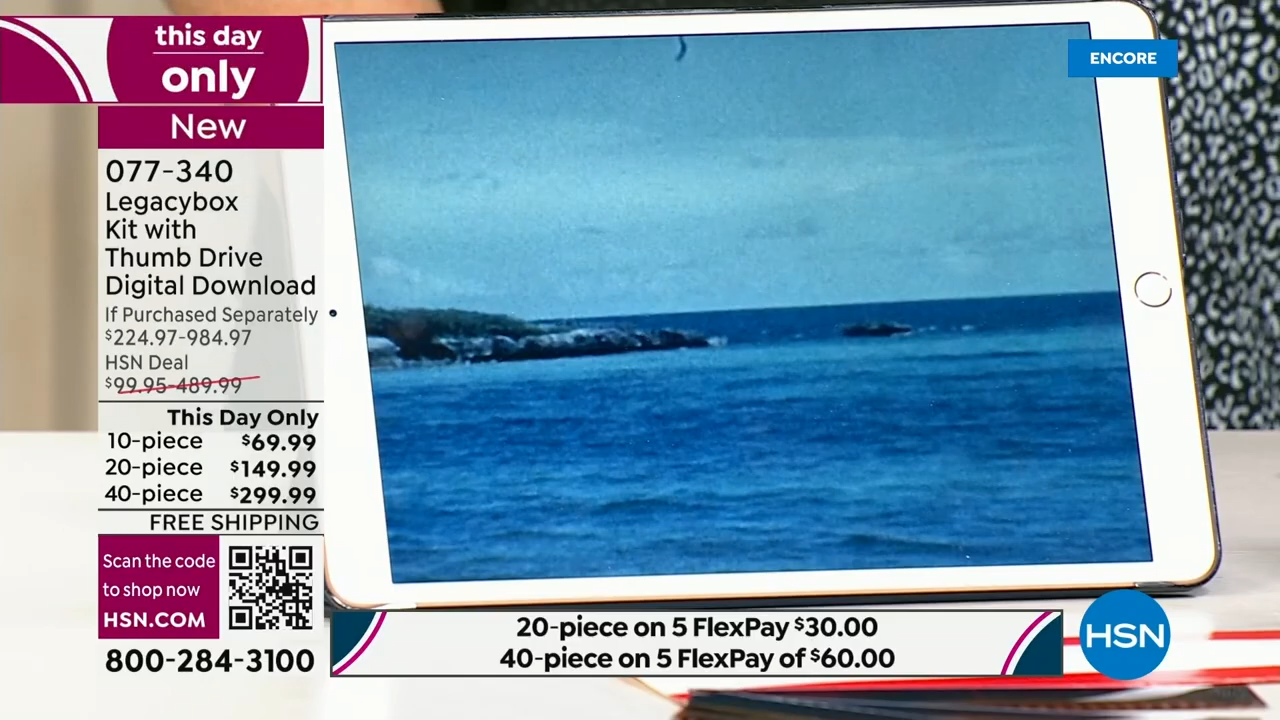 this day
only
New
077-340
Legacybox
Kit with
Thumb Drive
Digital Download
If Purchased Separately
$224.97-984.97
HSN Deal
$99.95-489.99
This Day Only
10-piece $69.99
20-piece $149.99
40-piece $299.99
FREE SHIPPING
Scan the code
to shop now
HSN.COM
800-284-3100
ENCORE
20-piece on 5 FlexPay $30.00
40-piece on 5 FlexPay of $60.00
HSN